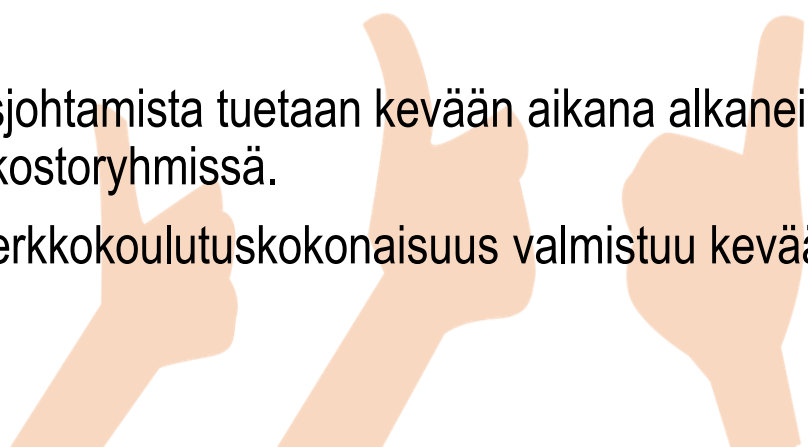 sjohtamista tuetaan kevään aikana alkanei
kostoryhmissä.
erkkokoulutuskokonaisuus valmistuu kevää